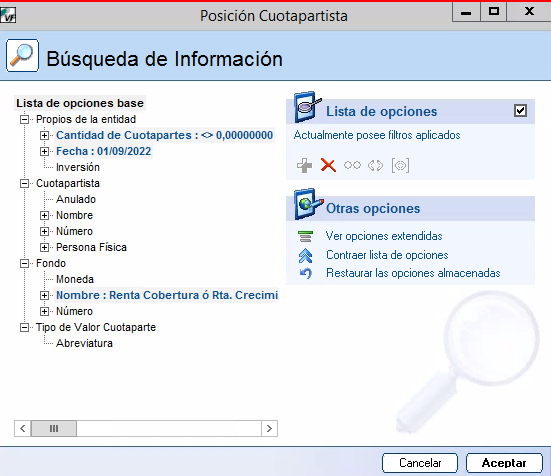 VF
Posición Cuotapartista
Búsqueda de Información
Lista de opciones base
Propios de la entidad
Cantidad de Cuotapartes : <> 0,00000000
Fecha : 01/09/2022
Inversión
Cuotapartista
Anulado
Nombre
Número
Persona Física
Fondo
Moneda
Nombre : Renta Cobertura ó Rta. Crecimi
Número
Tipo de Valor Cuotaparte
Abreviatura
Lista de opciones
Actualmente posee filtros aplicados
Otras opciones
Ver opciones extendidas
Contraer lista de opciones
Restaurar las opciones almacenadas
Cancelar
Aceptar